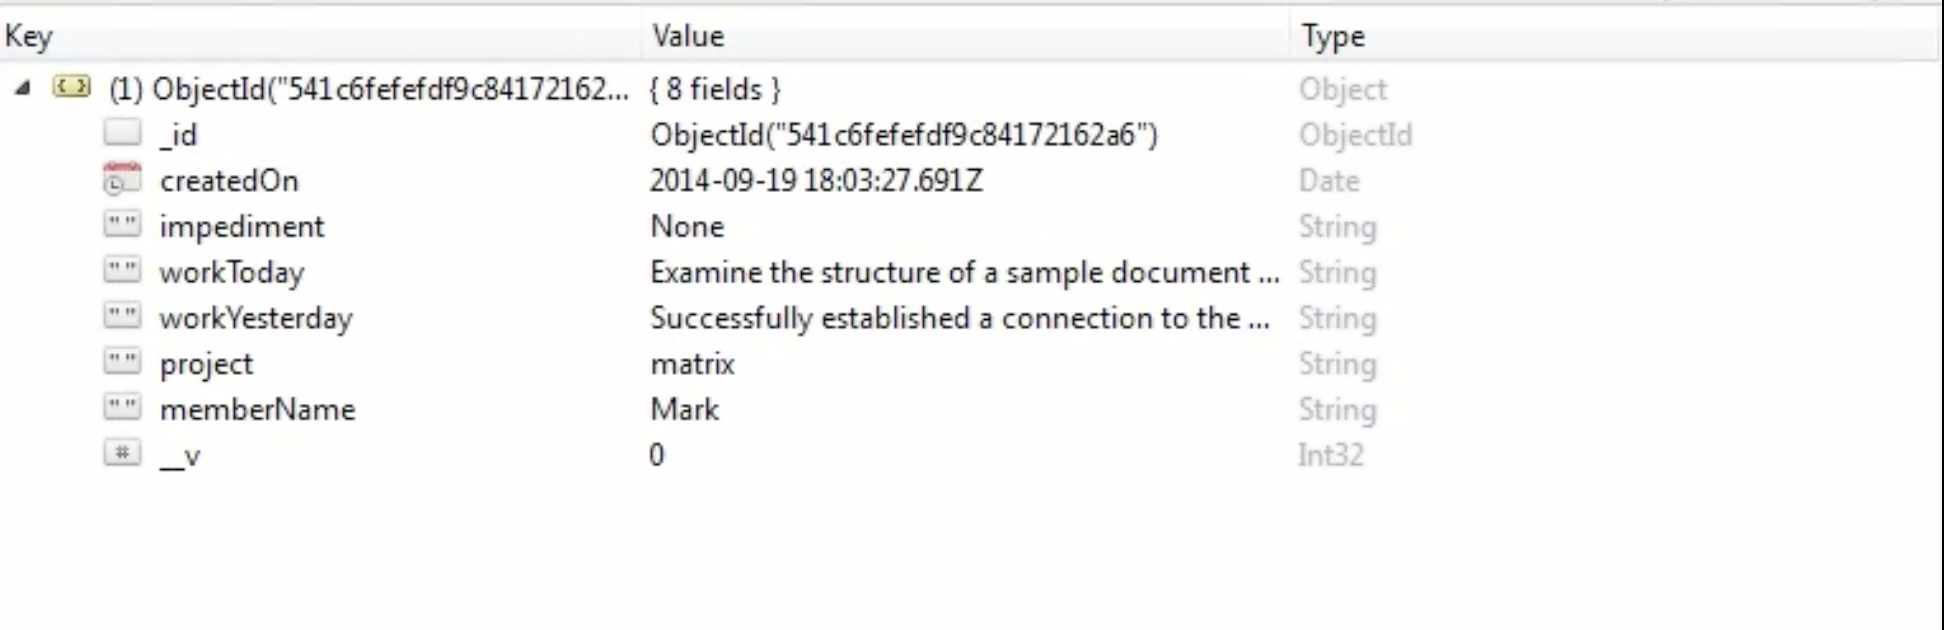 Key Value Type
(1) ObjectId("541c6fefefdf9c84172162... { 8 fields } Object
_id ObjectId("541c6fefefdf9c84172162a6") ObjectId
createdOn 2014-09-19 18:03:27.691Z Date
" " impediment None String
" " workToday Examine the structure of a sample document ... String
" " workYesterday Successfully established a connection to the ... String
" " project matrix String
" " memberName Mark String
# __v 0 Int32